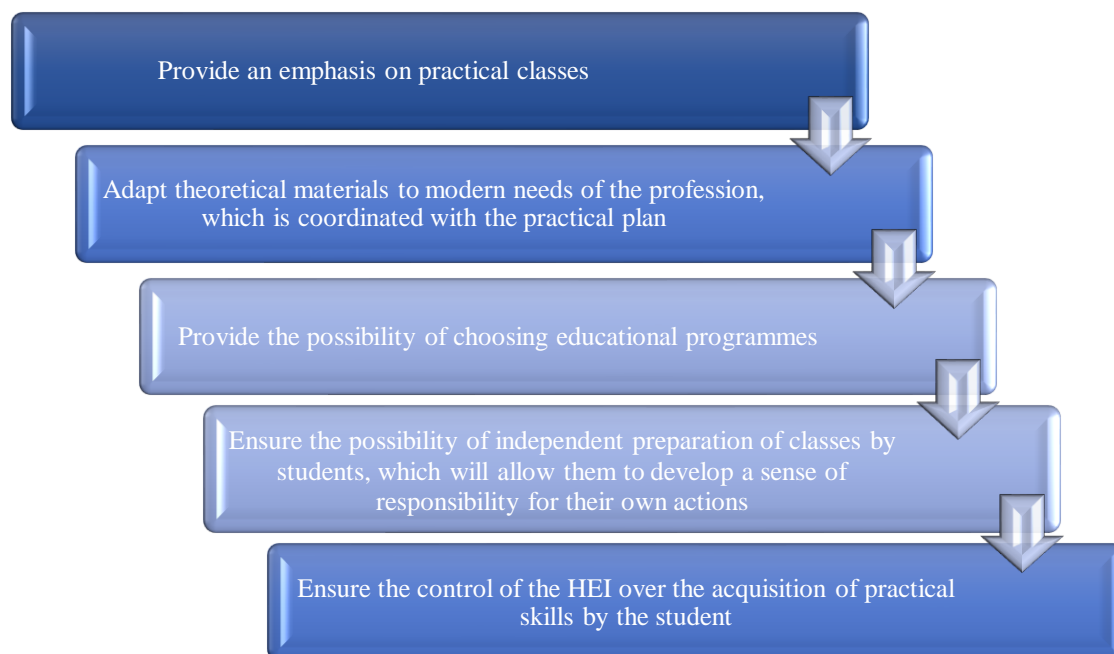 Provide an emphasis on practical classes
Adapt theoretical materials to modern needs of the profession,
which is coordinated with the practical plan
Provide the possibility of choosing educational programmes
Ensure the possibility of independent preparation of classes by
students, which will allow them to develop a sense of
responsibility for their own actions
Ensure the control of the HEI over the acquisition of practical
skills by the student